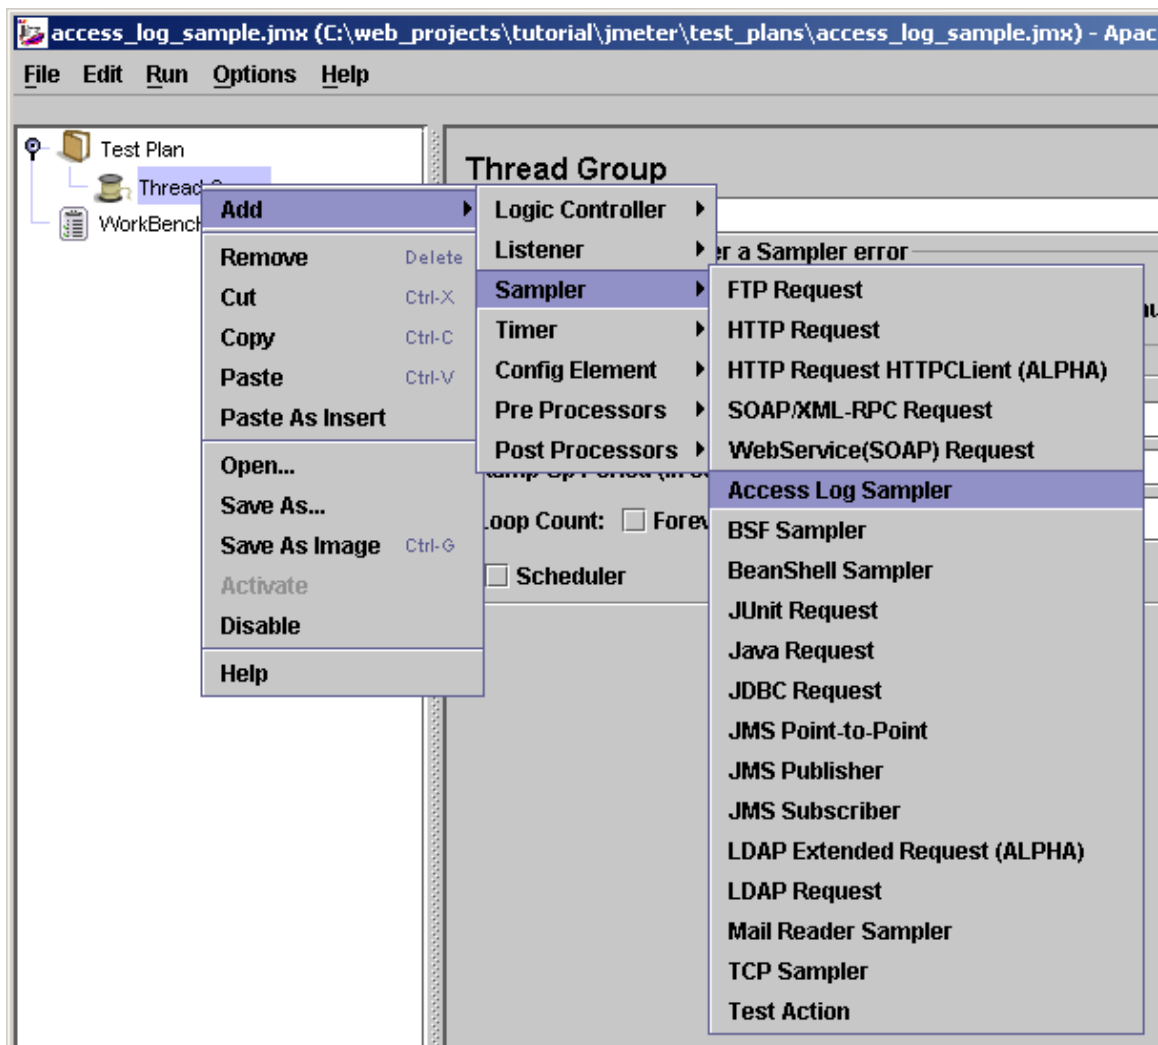 access_log_sample.jmx (C:\web_projects\tutorial\jmeter\test_plans\access_log_sample.jmx) - Apac
File Edit Run Options Help
Test Plan
Thread
WorkBench
Thread Group
Add
Remove Delete
Cut Ctrl-X
Copy Ctrl-C
Paste Ctrl-V
Paste As Insert
Open...
Save As...
Save As Image Ctrl-G
Activate
Disable
Help
Logic Controller
Listener
Sampler
Timer
Config Element
Pre Processors
Post Processors
a Sampler error
Loop Count:
Scheduler
FTP Request
HTTP Request
HTTP Request HTTPCLient (ALPHA)
SOAP/XML-RPC Request
WebService(SOAP) Request
Access Log Sampler
BSF Sampler
BeanShell Sampler
JUnit Request
Java Request
JDBC Request
JMS Point-to-Point
JMS Publisher
JMS Subscriber
LDAP Extended Request (ALPHA)
LDAP Request
Mail Reader Sampler
TCP Sampler
Test Action